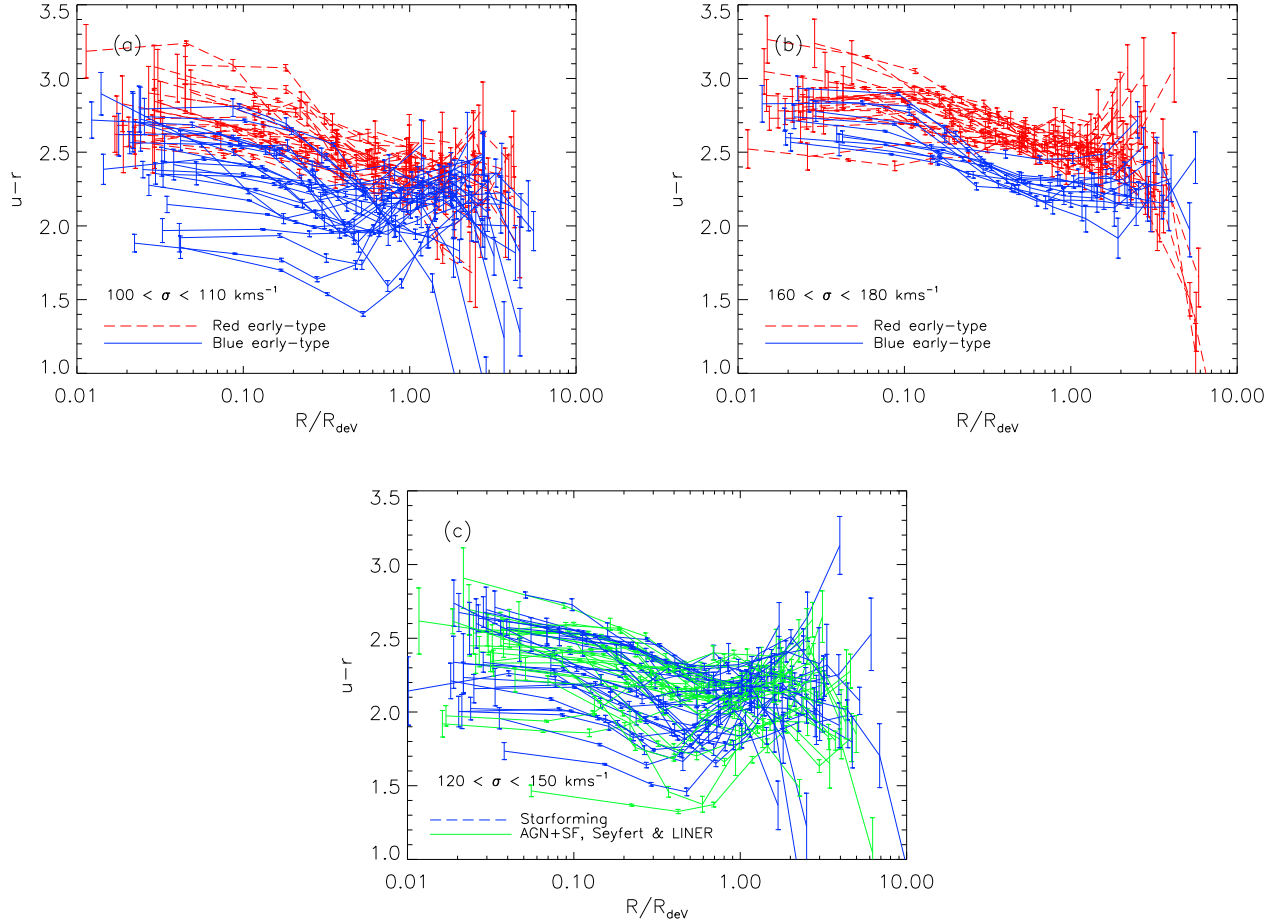 3.5
3.0
2.5
2.0
1.5
1.0
u−r
(a)
100 < σ < 110 kms⁻¹
Red early−type
Blue early−type
0.01
0.10
1.00
10.00
R/R_deV
3.5
3.0
2.5
2.0
1.5
1.0
u−r
(b)
160 < σ < 180 kms⁻¹
Red early−type
Blue early−type
0.01
0.10
1.00
10.00
R/R_deV
3.5
3.0
2.5
2.0
1.5
1.0
u−r
(c)
120 < σ < 150 kms⁻¹
Starforming
AGN+SF, Seyfert & LINER
0.01
0.10
1.00
10.00
R/R_deV